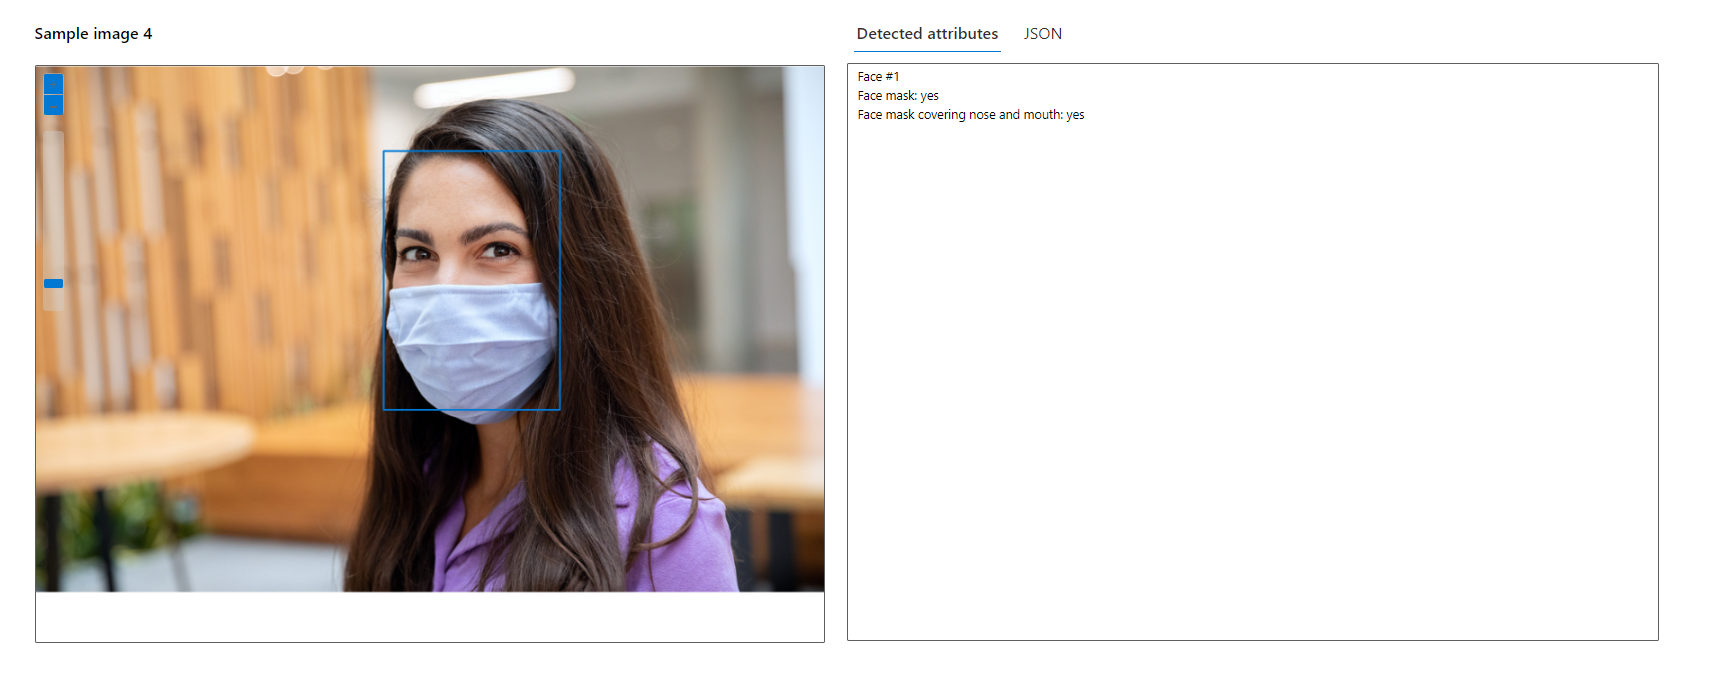 Sample image 4
Detected attributes
JSON
Face #1
Face mask: yes
Face mask covering nose and mouth: yes